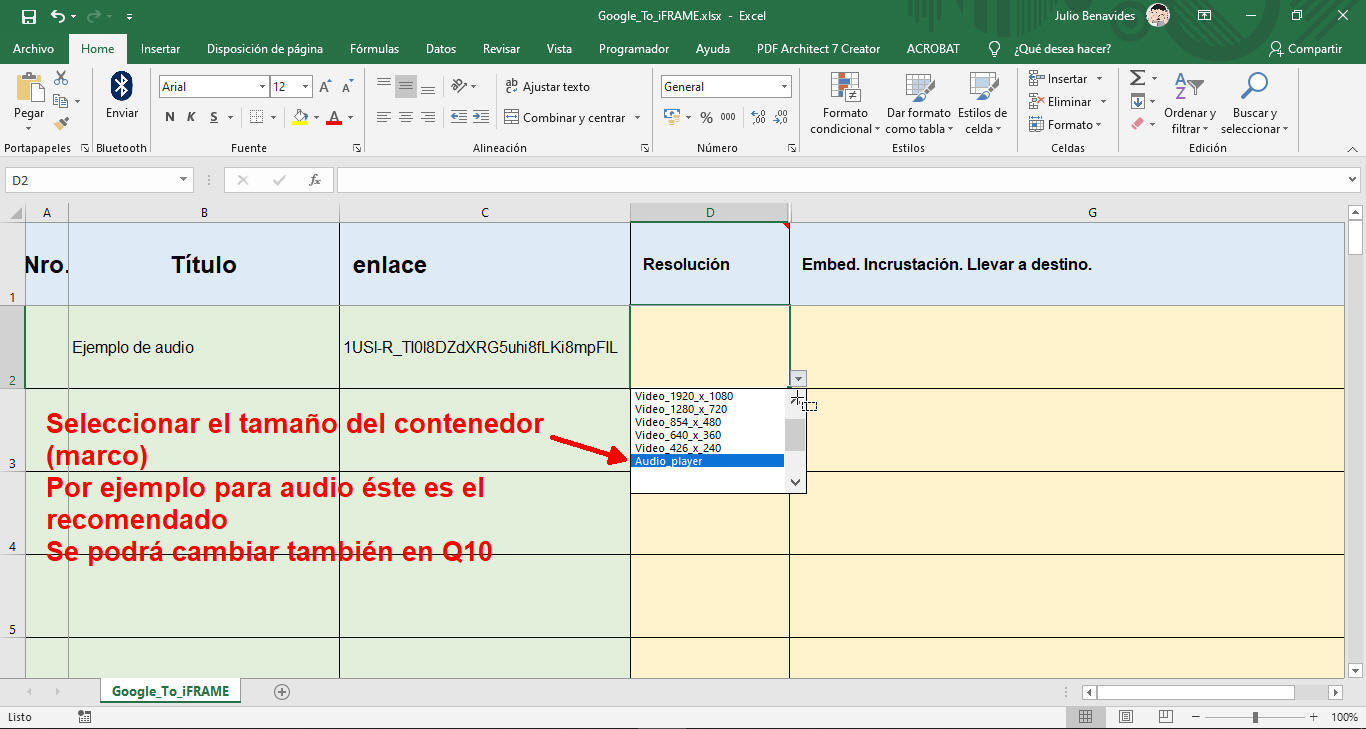 Google_To_iFRAME.xlsx - Excel
Julio Benavides
Archivo Home Insertar Disposición de página Fórmulas Datos Revisar Vista Programador Ayuda PDF Architect 7 Creator ACROBAT ¿Qué desea hacer? Compartir
Pegar
Enviar
Arial 12
N K S
A A
A
ab Ajustar texto
Combinar y centrar
General
% 000
Formato condicional
Dar formato como tabla
Estilos de celda
Insertar
Eliminar
Formato
Ordenar y filtrar
Buscar y seleccionar
Portapapeles Bluetooth Fuente Alineación Número Estilos Celdas Edición
D2 fx
A B C D G
1 Nro. Título enlace Resolución Embed. Incrustación. Llevar a destino.
2 Ejemplo de audio 1USl-R_Tl0l8DZdXRG5uhi8fLKi8mpFIL
Video_1920_x_1080
Video_1280_x_720
Video_854_x_480
Video_640_x_360
Video_426_x_240
Audio_player
Seleccionar el tamaño del contenedor
(marco)
Por ejemplo para audio éste es el
recomendado
Se podrá cambiar también en Q10
3
4
5
Google_To_iFRAME
Listo
100%